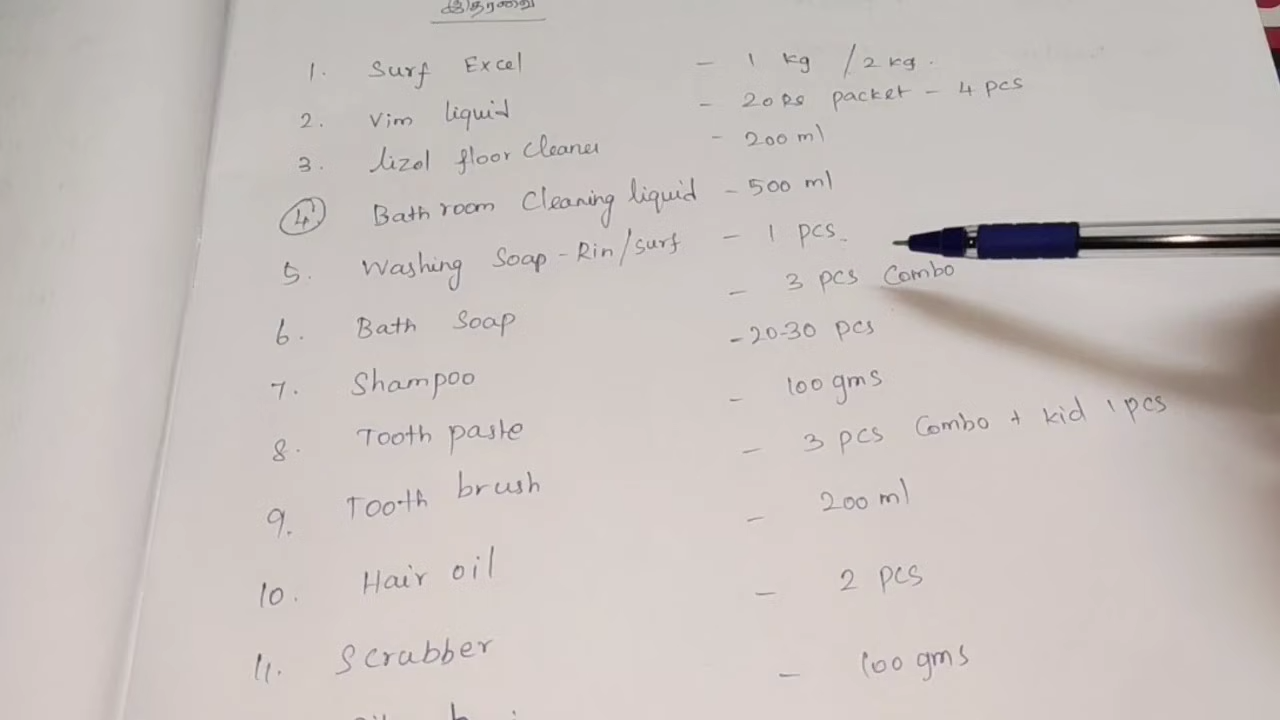 இதரவை
1. Surf Excel - 1 kg / 2 kg.
2. Vim liquid - 20 Rs packet - 4 pcs
3. lizol floor Cleaner - 200 ml
4. Bath room Cleaning liquid - 500 ml
5. Washing Soap - Rin/surf - 1 pcs.
6. Bath Soap - 3 pcs Combo
7. Shampoo - 20-30 pcs
8. Tooth paste - 100 gms
9. Tooth brush - 3 pcs Combo + kid 1 pcs
10. Hair oil - 200 ml
11. Scrubber - 2 pcs
- 100 gms